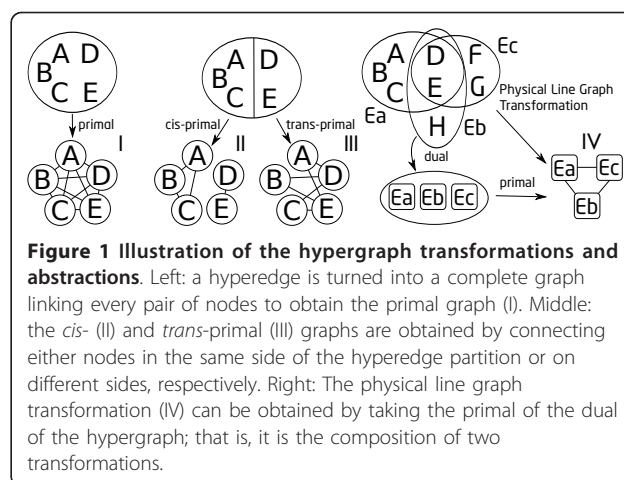 A D
B
C E
primal
I
A
B D
C E
A D
B
C E
cis-primal
trans-primal
II
III
A
B D
C E
A
B D
C E
A D F
B
C E G
H
Ea
Eb
Ec
Physical Line Graph
Transformation
dual
Ea Eb Ec
primal
IV
Ea Ec
Eb
Figure 1 Illustration of the hypergraph transformations and
abstractions. Left: a hyperedge is turned into a complete graph
linking every pair of nodes to obtain the primal graph (I). Middle:
the cis- (II) and trans-primal (III) graphs are obtained by connecting
either nodes in the same side of the hyperedge partition or on
different sides, respectively. Right: The physical line graph
transformation (IV) can be obtained by taking the primal of the dual
of the hypergraph; that is, it is the composition of two
transformations.